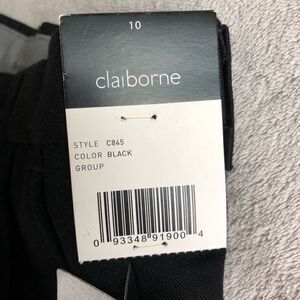 10
claiborne
STYLE C845
COLOR BLACK
GROUP
0 93348 91900 4